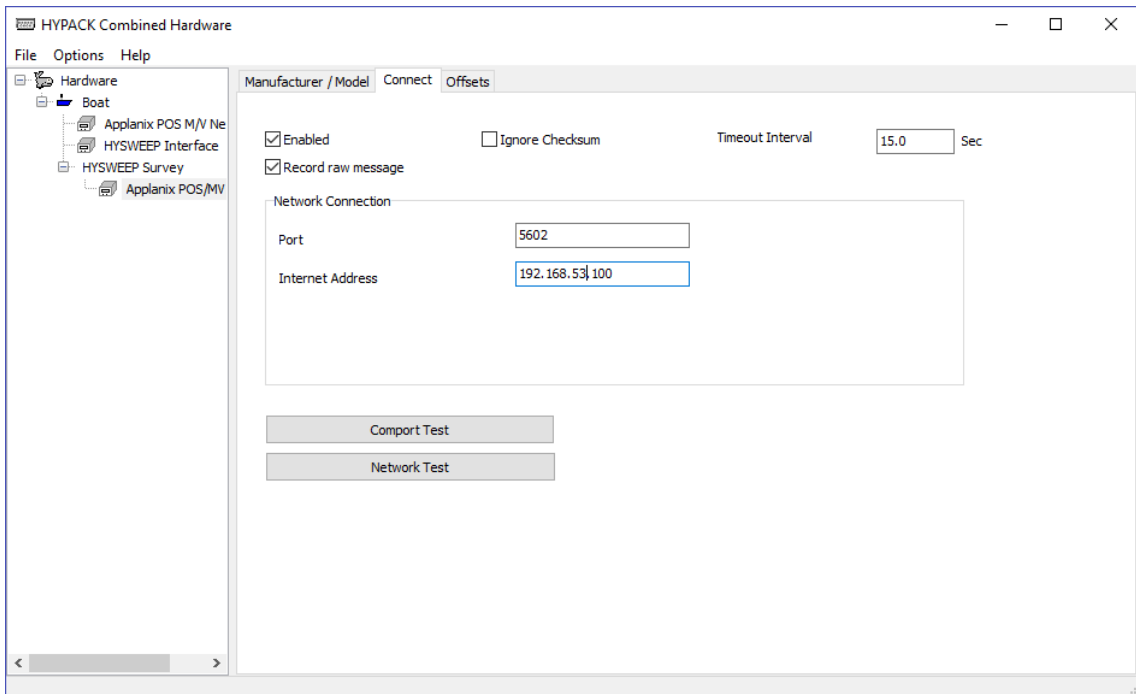 HYPACK Combined Hardware
File Options Help
Hardware
Boat
Applanix POS M/V Ne
HYSWEEP Interface
HYSWEEP Survey
Applanix POS/MV
Manufacturer / Model Connect Offsets
Enabled Ignore Checksum Timeout Interval 15.0 Sec
Record raw message
Network Connection
Port 5602
Internet Address 192.168.53.100
Comport Test
Network Test